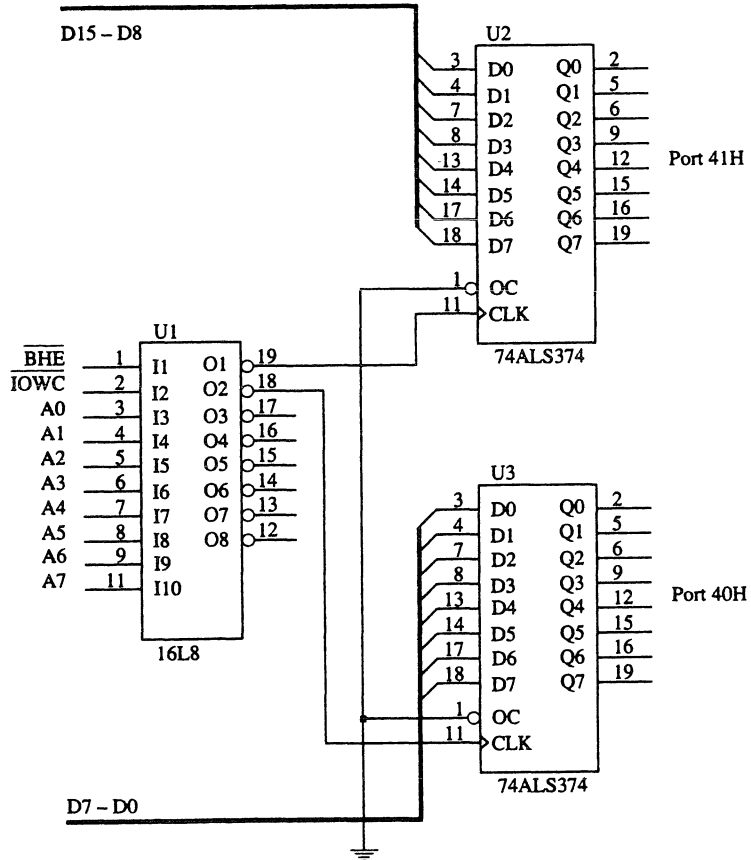 D15 – D8
U2
3 D0 Q0 2
4 D1 Q1 5
7 D2 Q2 6
8 D3 Q3 9
13 D4 Q4 12
14 D5 Q5 15
17 D6 Q6 16
18 D7 Q7 19
Port 41H
1 OC
11 CLK
74ALS374
U1
BHE 1 I1 O1 19
IOWC 2 I2 O2 18
A0 3 I3 O3 17
A1 4 I4 O4 16
A2 5 I5 O5 15
A3 6 I6 O6 14
A4 7 I7 O7 13
A5 8 I8 O8 12
A6 9 I9
A7 11 I10
16L8
U3
3 D0 Q0 2
4 D1 Q1 5
7 D2 Q2 6
8 D3 Q3 9
13 D4 Q4 12
14 D5 Q5 15
17 D6 Q6 16
18 D7 Q7 19
Port 40H
1 OC
11 CLK
74ALS374
D7 – D0